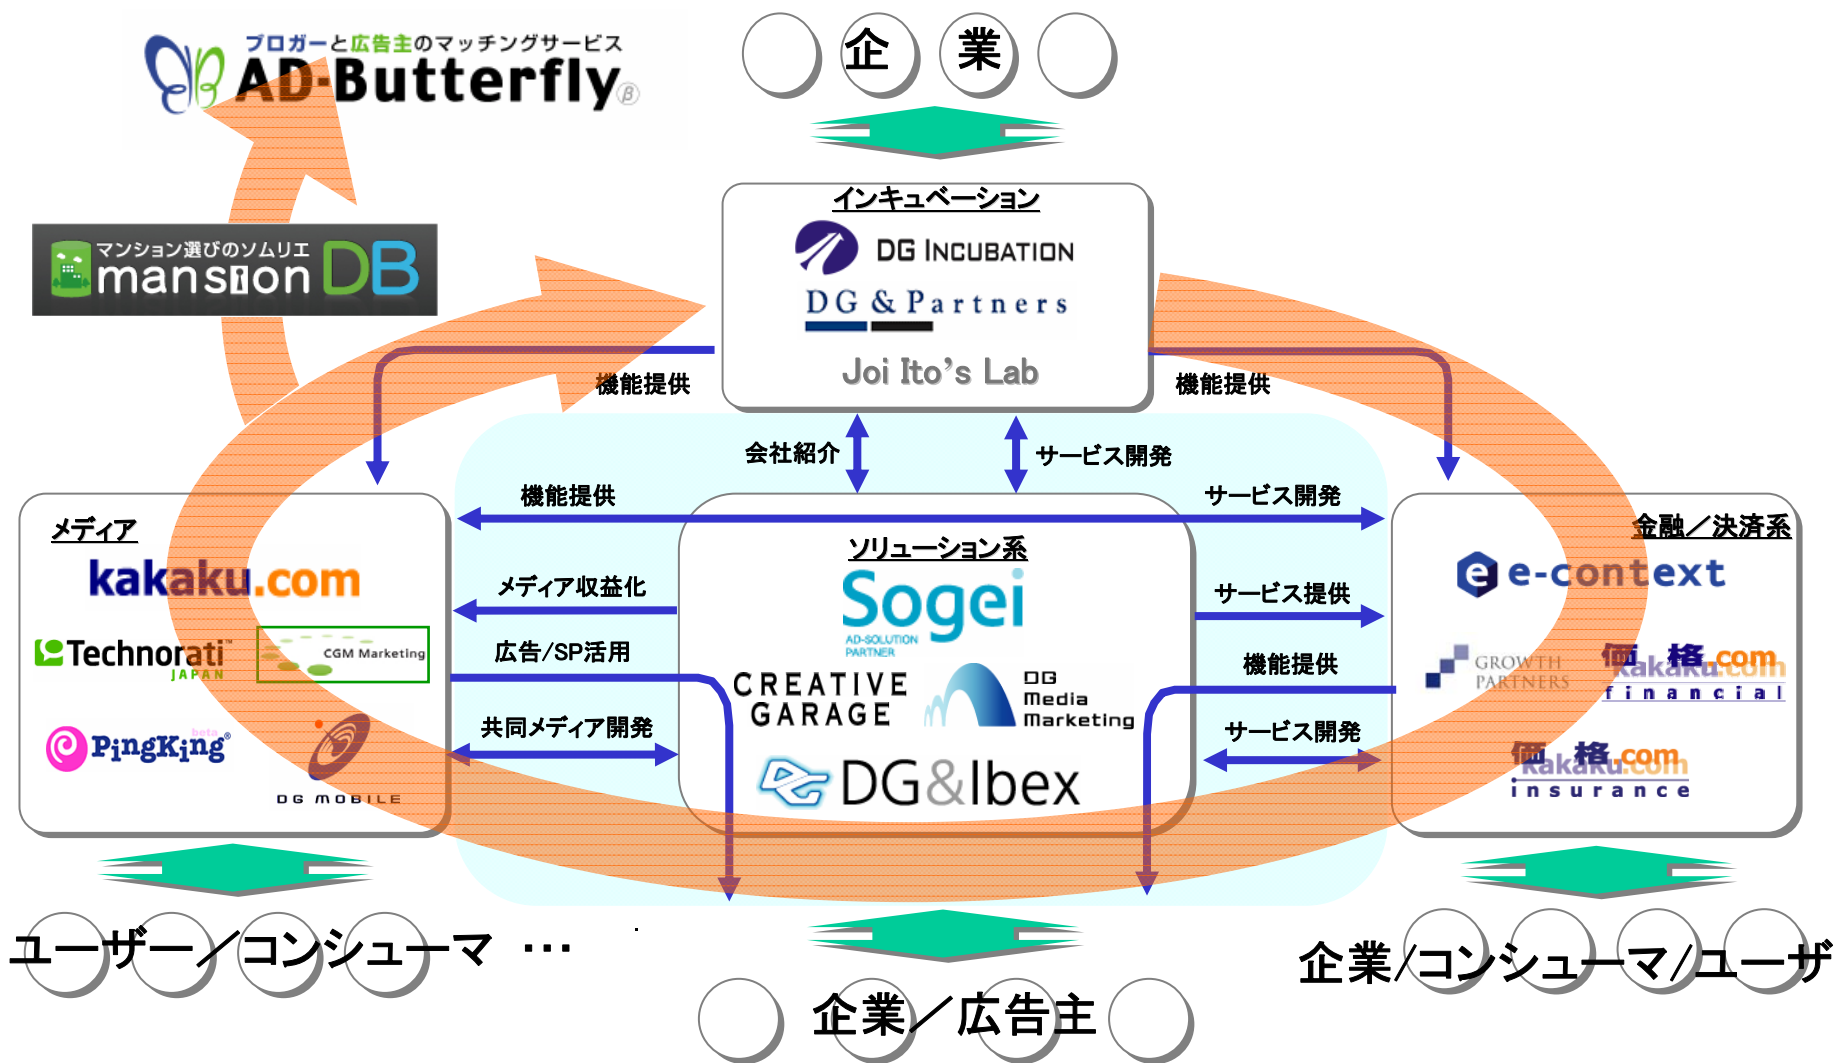 ブロガーと広告主のマッチングサービス
AD-Butterfly β
企 業
マンション選びのソムリエ
mansion DB
インキュベーション
DG INCUBATION
DG & Partners
Joi Ito's Lab
機能提供
機能提供
会社紹介
サービス開発
機能提供
サービス開発
メディア
kakaku.com
Technorati™
JAPAN
CGM Marketing
PingKing®
beta
DG MOBILE
メディア収益化
広告/SP活用
共同メディア開発
ソリューション系
Sogei
AD-SOLUTION
PARTNER
CREATIVE
GARAGE
DG
Media
Marketing
DG&Ibex
サービス提供
機能提供
サービス開発
金融／決済系
e-context
GROWTH
PARTNERS
価格.com
kakaku.com
financial
価格.com
kakaku.com
insurance
ユーザー／コンシューマ …
企業／広告主
企業/コンシューマ/ユーザ